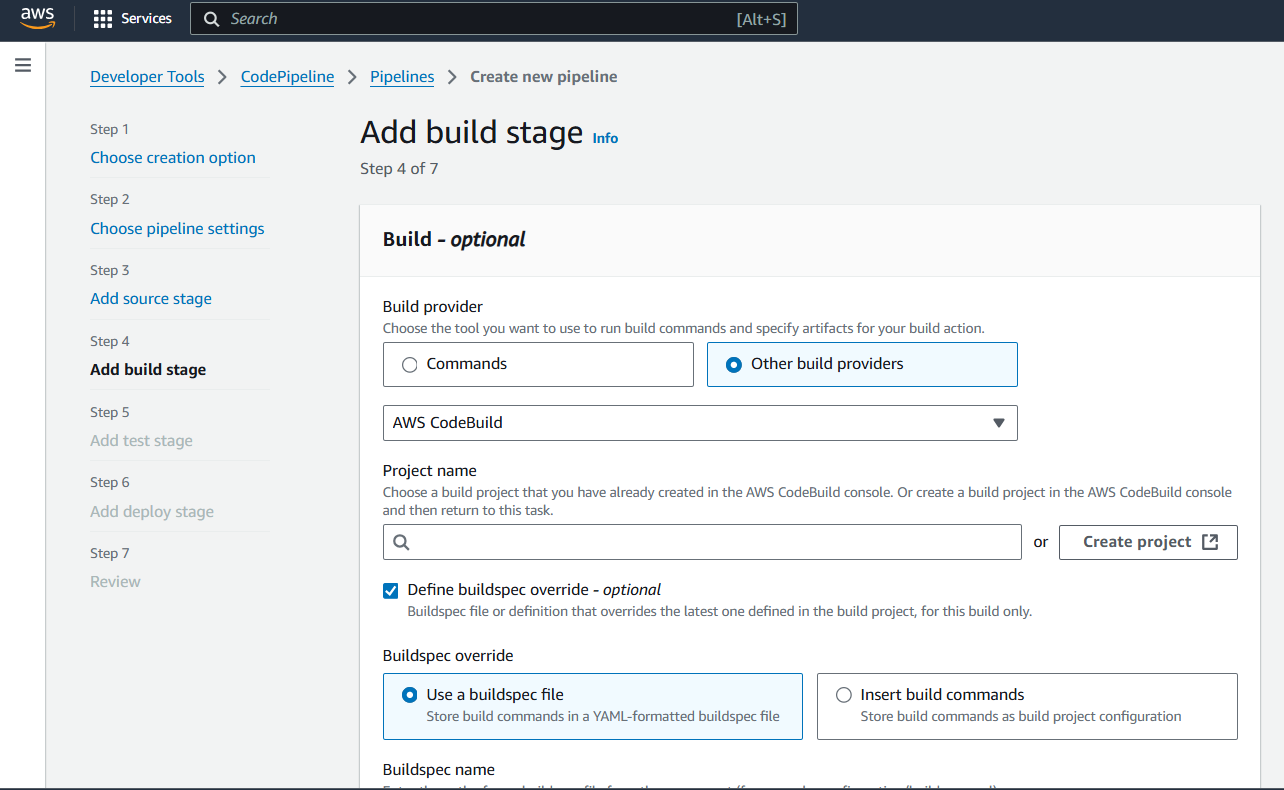 aws
Services
Search
[Alt+S]
Developer Tools
CodePipeline
Pipelines
Create new pipeline
Step 1
Choose creation option
Step 2
Choose pipeline settings
Step 3
Add source stage
Step 4
Add build stage
Step 5
Add test stage
Step 6
Add deploy stage
Step 7
Review
Add build stage Info
Step 4 of 7
Build - optional
Build provider
Choose the tool you want to use to run build commands and specify artifacts for your build action.
Commands
Other build providers
AWS CodeBuild
Project name
Choose a build project that you have already created in the AWS CodeBuild console. Or create a build project in the AWS CodeBuild console
and then return to this task.
or
Create project
Define buildspec override - optional
Buildspec file or definition that overrides the latest one defined in the build project, for this build only.
Buildspec override
Use a buildspec file
Store build commands in a YAML-formatted buildspec file
Insert build commands
Store build commands as build project configuration
Buildspec name